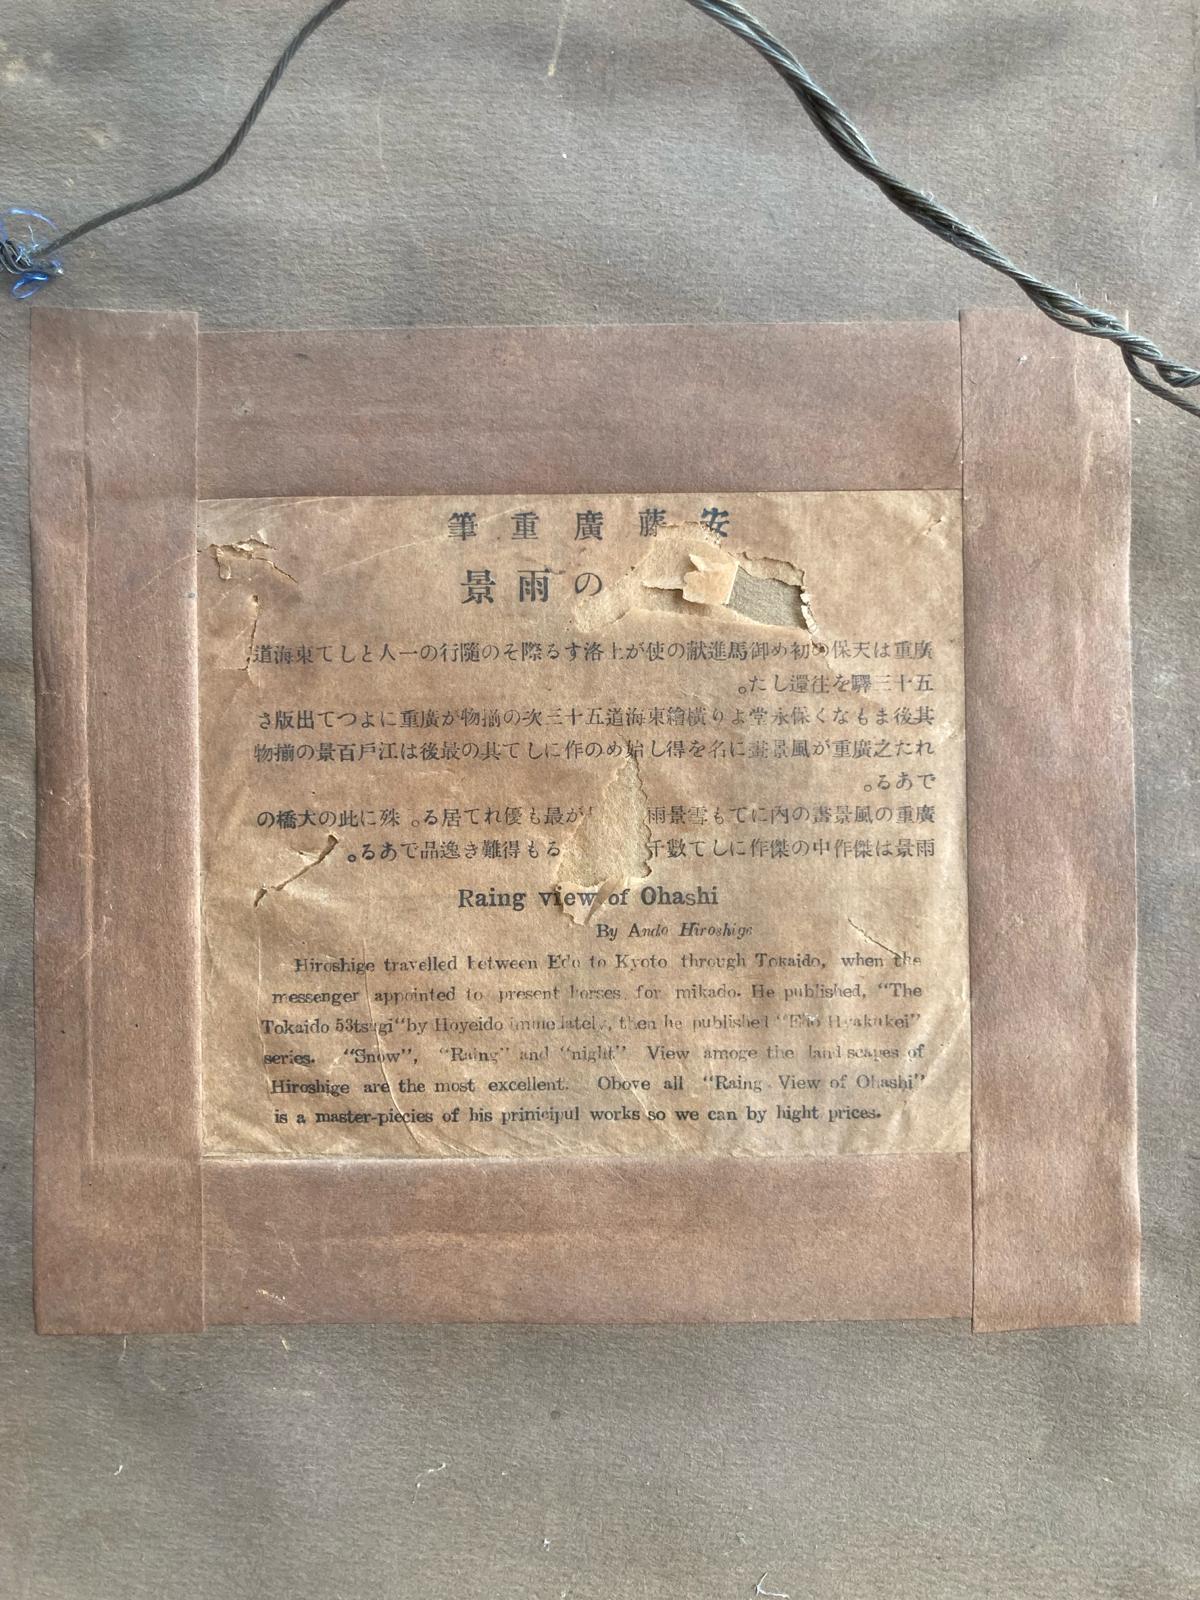 安藤廣重筆
の雨景
廣重は天保の初め御馬進献の使が上洛する際その隨行の一人として東海道
五十三驛を往還した。
其後まもなく保永堂より橫繪東海道五十三次の揃物が廣重によつて出版さ
れた之廣重が風景畫に名を得し始めの作にして其の最後は江戶百景の揃物
である。
廣重の風景畫の內にても雪景雨 が最も優れて居る。殊に此の大橋の
雨景は傑作中の傑作にして數千 るも得難き逸品である。
Raing view of Ohashi
By Ando Hiroshige
Hiroshige travelled between Edo to Kyoto through Tokaido, when the
messenger appointed to present horses for mikado. He published, "The
Tokaido 53tsugi"by Hoyeido immediately, then he published "Edo Hyakukei"
series. "Snow", "Raing" and "night" View amoge the landscapes of
Hiroshige are the most excellent. Obove all "Raing View of Ohashi"
is a master-piecies of his prinicipul works so we can by hight prices.